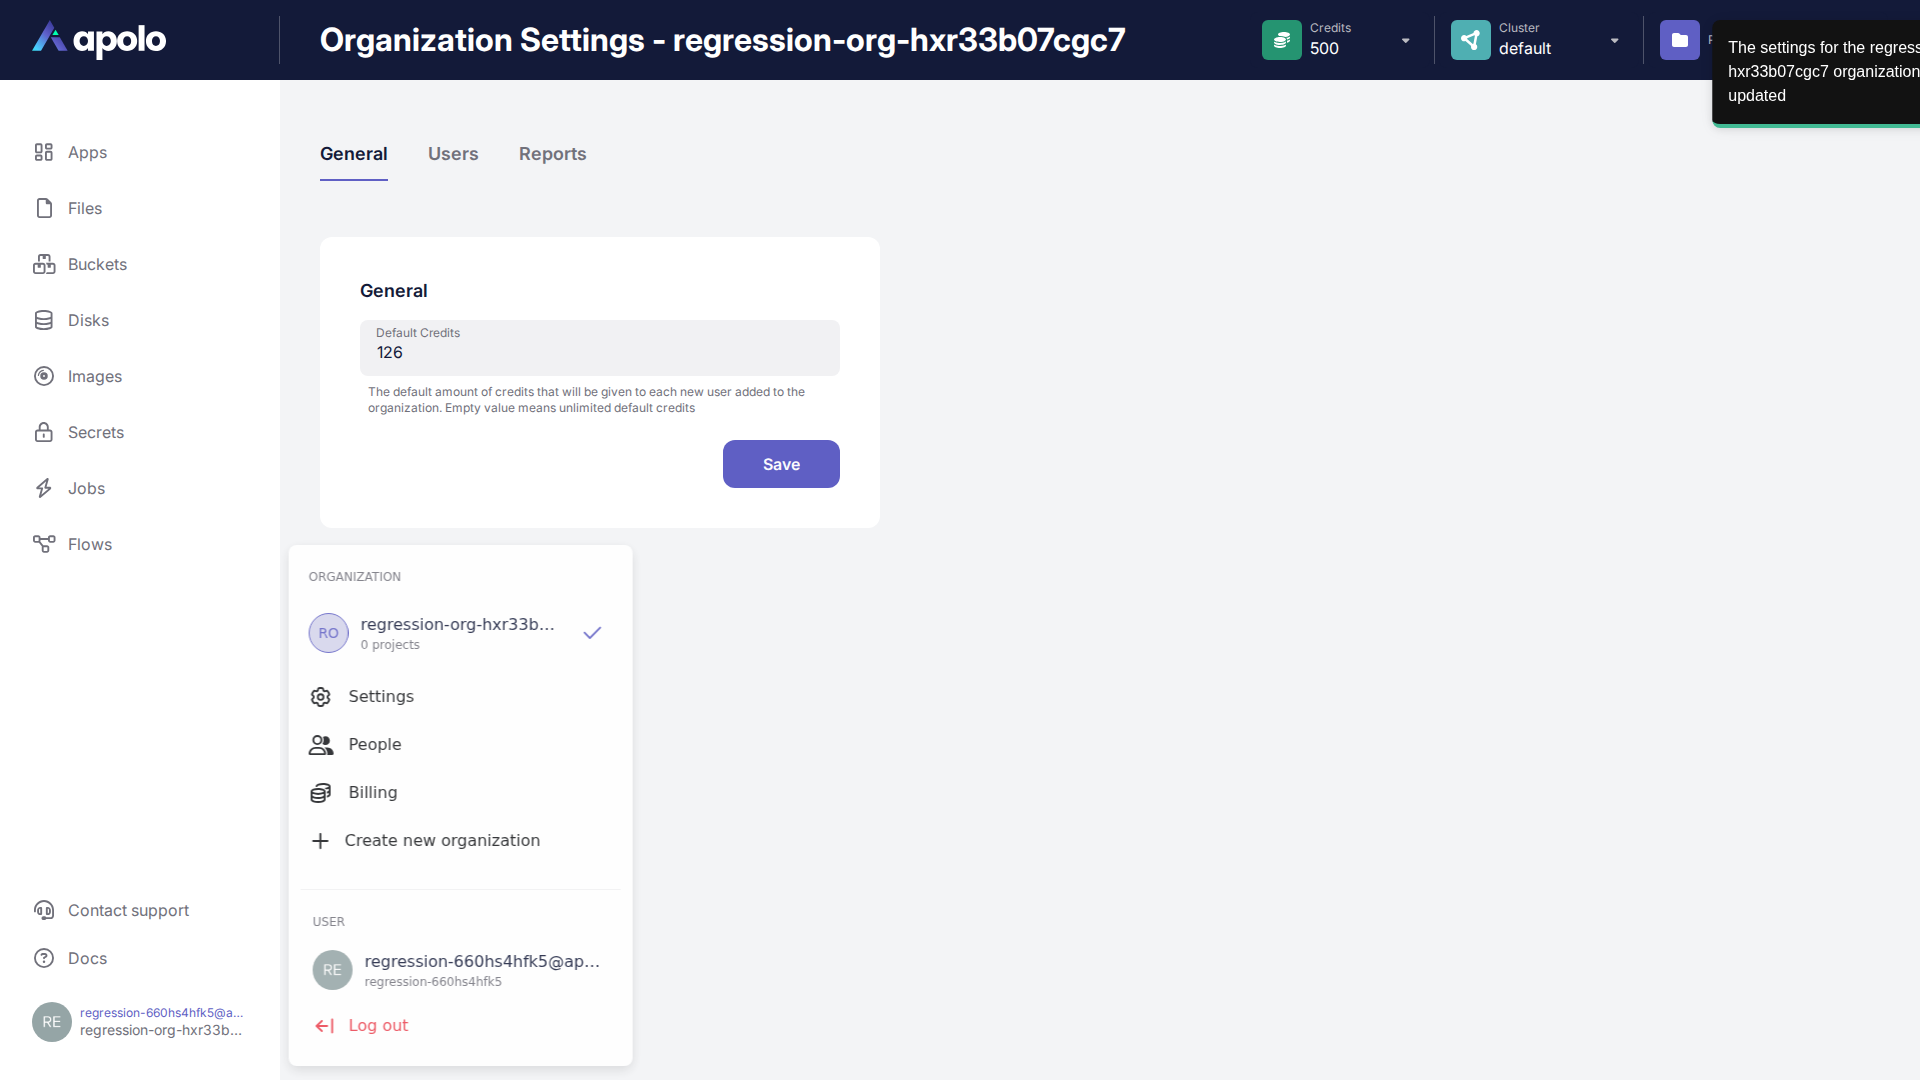 apolo
Organization Settings - regression-org-hxr33b07cgc7
Credits
500
Cluster
default
The settings for the regress
hxr33b07cgc7 organization
updated
Apps
Files
Buckets
Disks
Images
Secrets
Jobs
Flows
Contact support
Docs
RE
regression-660hs4hfk5@a...
regression-org-hxr33b...
General
Users
Reports
General
Default Credits
126
The default amount of credits that will be given to each new user added to the
organization. Empty value means unlimited default credits
Save
ORGANIZATION
RO
regression-org-hxr33b...
0 projects
Settings
People
Billing
Create new organization
USER
RE
regression-660hs4hfk5@ap...
regression-660hs4hfk5
Log out